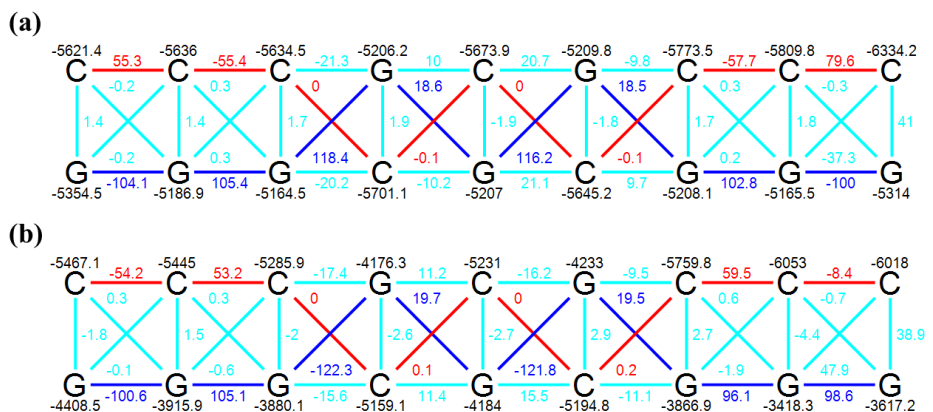 (a)
-5621.4 -5636 -5634.5 -5206.2 -5673.9 -5209.8 -5773.5 -5809.8 -6334.2
C 55.3 C -55.4 C -21.3 G 10 C 20.7 G -9.8 C -57.7 C 79.6 C
-0.2 0.3 0 18.6 0 18.5 0.3 -0.3
1.4 1.4 1.7 1.9 -1.9 -1.8 1.7 1.8 41
-0.2 0.3 118.4 -0.1 116.2 -0.1 0.2 -37.3
G -104.1 G 105.4 G -20.2 C -10.2 G 21.1 C 9.7 G 102.8 G -100 G
-5354.5 -5186.9 -5164.5 -5701.1 -5207 -5645.2 -5208.1 -5165.5 -5314
(b)
-5467.1 -5445 -5285.9 -4176.3 -5231 -4233 -5759.8 -6053 -6018
C -54.2 C 53.2 C -17.4 G 11.2 C -16.2 G -9.5 C 59.5 C -8.4 C
0.3 0.3 0 19.7 0 19.5 0.6 -0.7
-1.8 1.5 -2 -2.6 -2.7 2.9 2.7 -4.4 38.9
-0.1 -0.6 -122.3 0.1 -121.8 0.2 -1.9 47.9
G -100.6 G 105.1 G -15.6 C 11.4 G 15.5 C -11.1 G 96.1 G 98.6 G
-4408.5 -3915.9 -3880.1 -5159.1 -4184 -5194.8 -3866.9 -3418.3 -3617.2